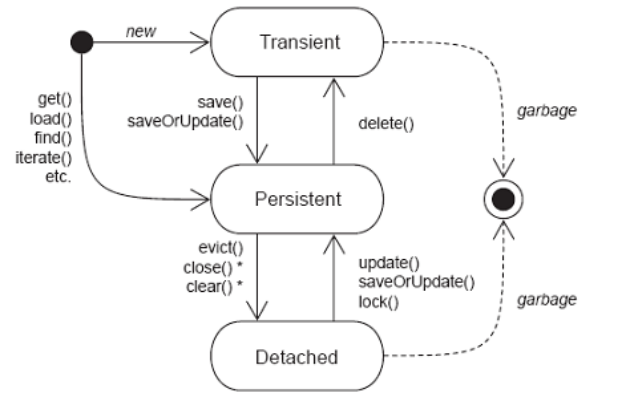 new
Transient
get()
load()
find()
iterate()
etc.
save()
saveOrUpdate()
delete()
garbage
Persistent
evict()
close() *
clear() *
update()
saveOrUpdate()
lock()
garbage
Detached